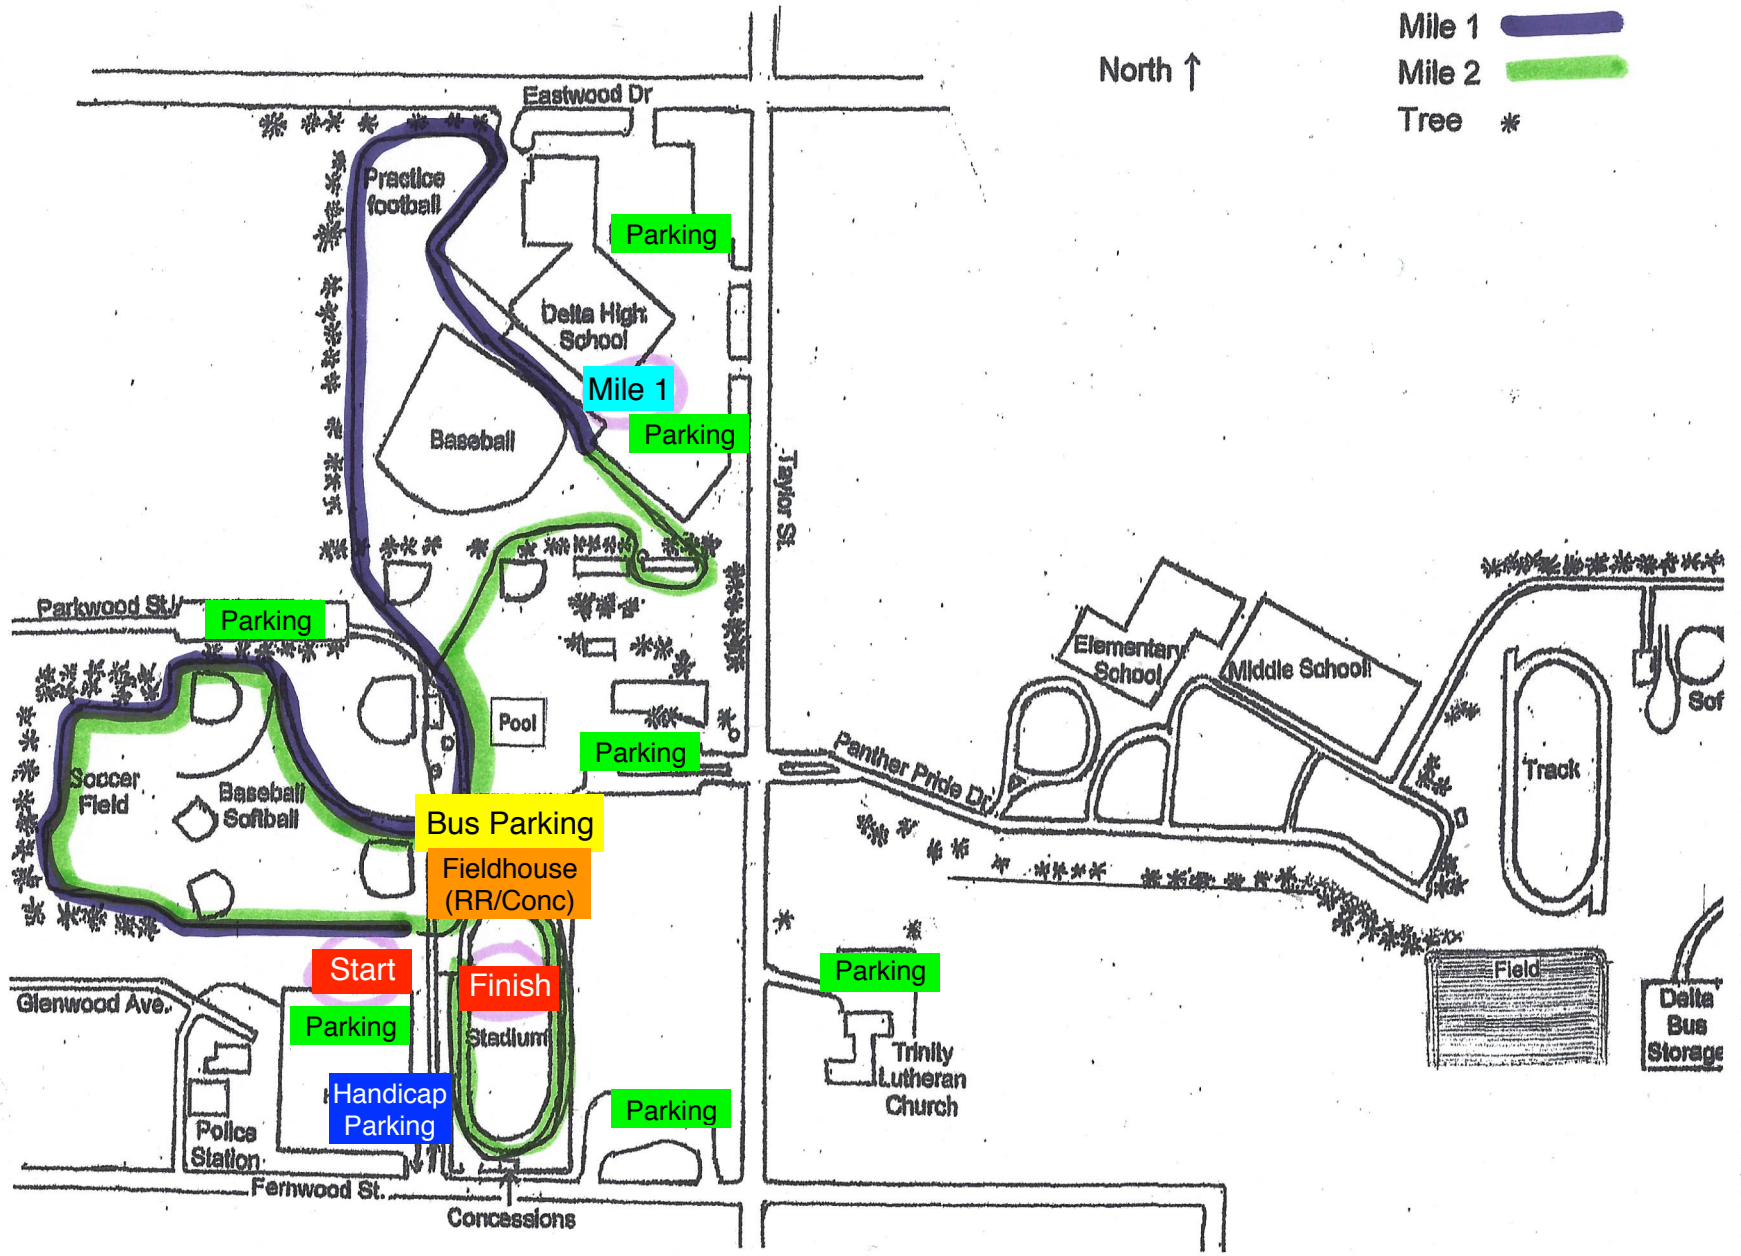 Mile 1
North ↑
Mile 2
Eastwood Dr
Tree
Practice
football
Parking
Delta High
School
Mile 1
Parking
Baseball
Taylor St.
Parkwood St.
Parking
Elementary
School
Middle School
Sof
Pool
Parking
Panther Pride Dr.
Soccer
Field
Baseball
Softball
Track
Bus Parking
Fieldhouse
(RR/Conc)
Start
Finish
Parking
Field
Glenwood Ave.
Parking
Stadium
Delta
Bus
Storage
Trinity
Lutheran
Church
Handicap
Parking
Parking
Police
Station
Fernwood St.
Concessions